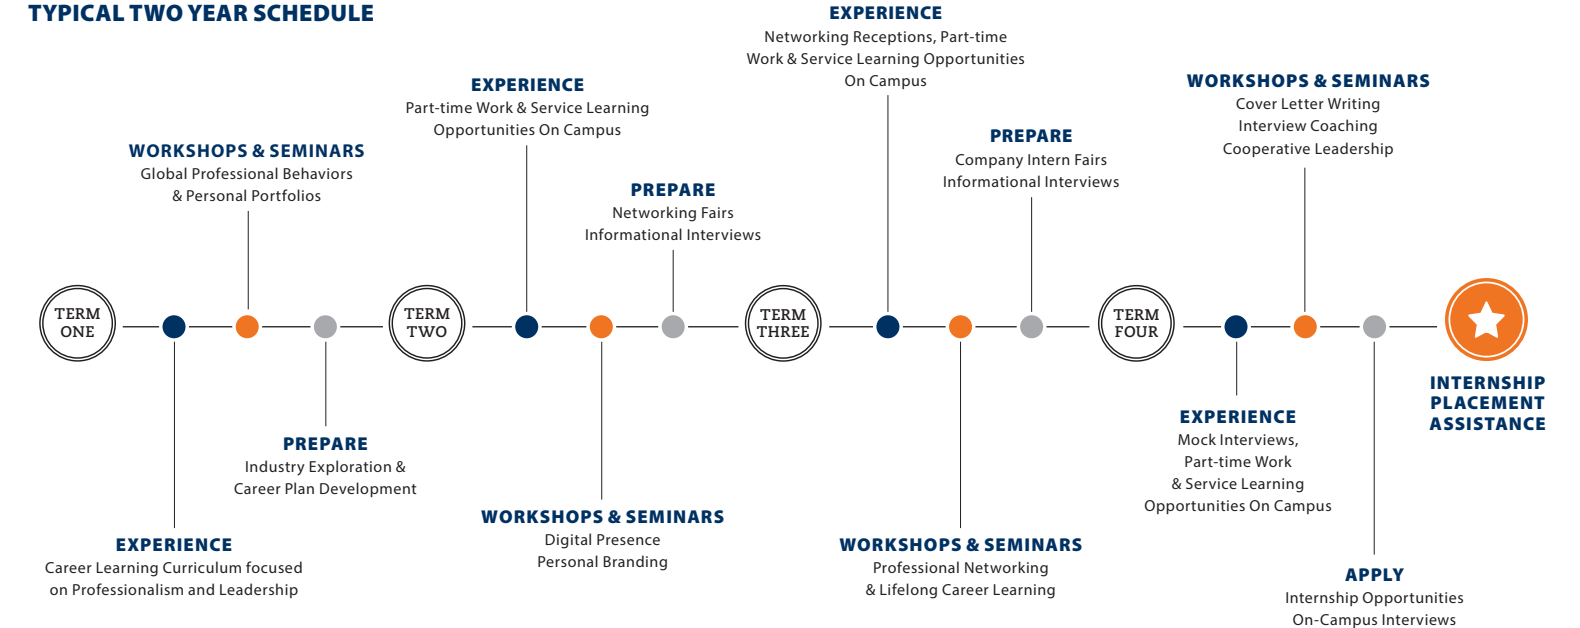 TYPICAL TWO YEAR SCHEDULE
TERM
ONE
EXPERIENCE
Career Learning Curriculum focused
on Professionalism and Leadership
WORKSHOPS & SEMINARS
Global Professional Behaviors
& Personal Portfolios
PREPARE
Industry Exploration &
Career Plan Development
TERM
TWO
EXPERIENCE
Part-time Work & Service Learning
Opportunities On Campus
WORKSHOPS & SEMINARS
Digital Presence
Personal Branding
PREPARE
Networking Fairs
Informational Interviews
TERM
THREE
EXPERIENCE
Networking Receptions, Part-time
Work & Service Learning Opportunities
On Campus
WORKSHOPS & SEMINARS
Professional Networking
& Lifelong Career Learning
PREPARE
Company Intern Fairs
Informational Interviews
TERM
FOUR
EXPERIENCE
Mock Interviews,
Part-time Work
& Service Learning
Opportunities On Campus
WORKSHOPS & SEMINARS
Cover Letter Writing
Interview Coaching
Cooperative Leadership
APPLY
Internship Opportunities
On-Campus Interviews
INTERNSHIP
PLACEMENT
ASSISTANCE